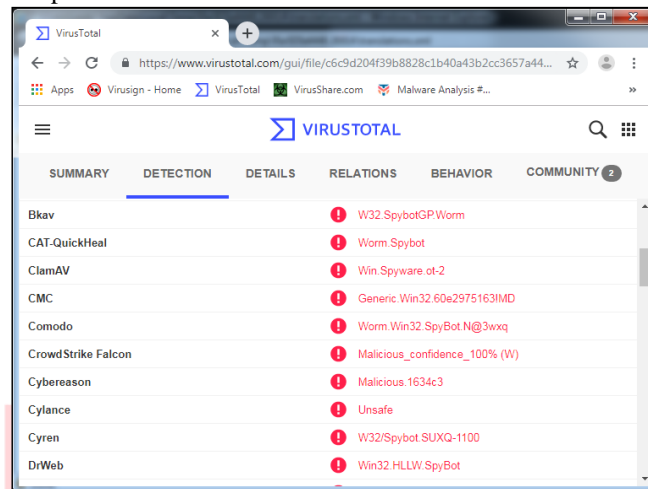 VirusTotal
https://www.virustotal.com/gui/file/c6c9d204f39b8828c1b40a43b2cc3657a44...
Apps Virusign - Home VirusTotal VirusShare.com Malware Analysis #... »
VIRUSTOTAL
SUMMARY DETECTION DETAILS RELATIONS BEHAVIOR COMMUNITY 2
Bkav W32.SpybotGP.Worm
CAT-QuickHeal Worm.Spybot
ClamAV Win.Spyware.ot-2
CMC Generic.Win32.60e2975163!MD
Comodo Worm.Win32.SpyBot.N@3wxq
CrowdStrike Falcon Malicious_confidence_100% (W)
Cybereason Malicious.1634c3
Cylance Unsafe
Cyren W32/Spybot.SUXQ-1100
DrWeb Win32.HLLW.SpyBot